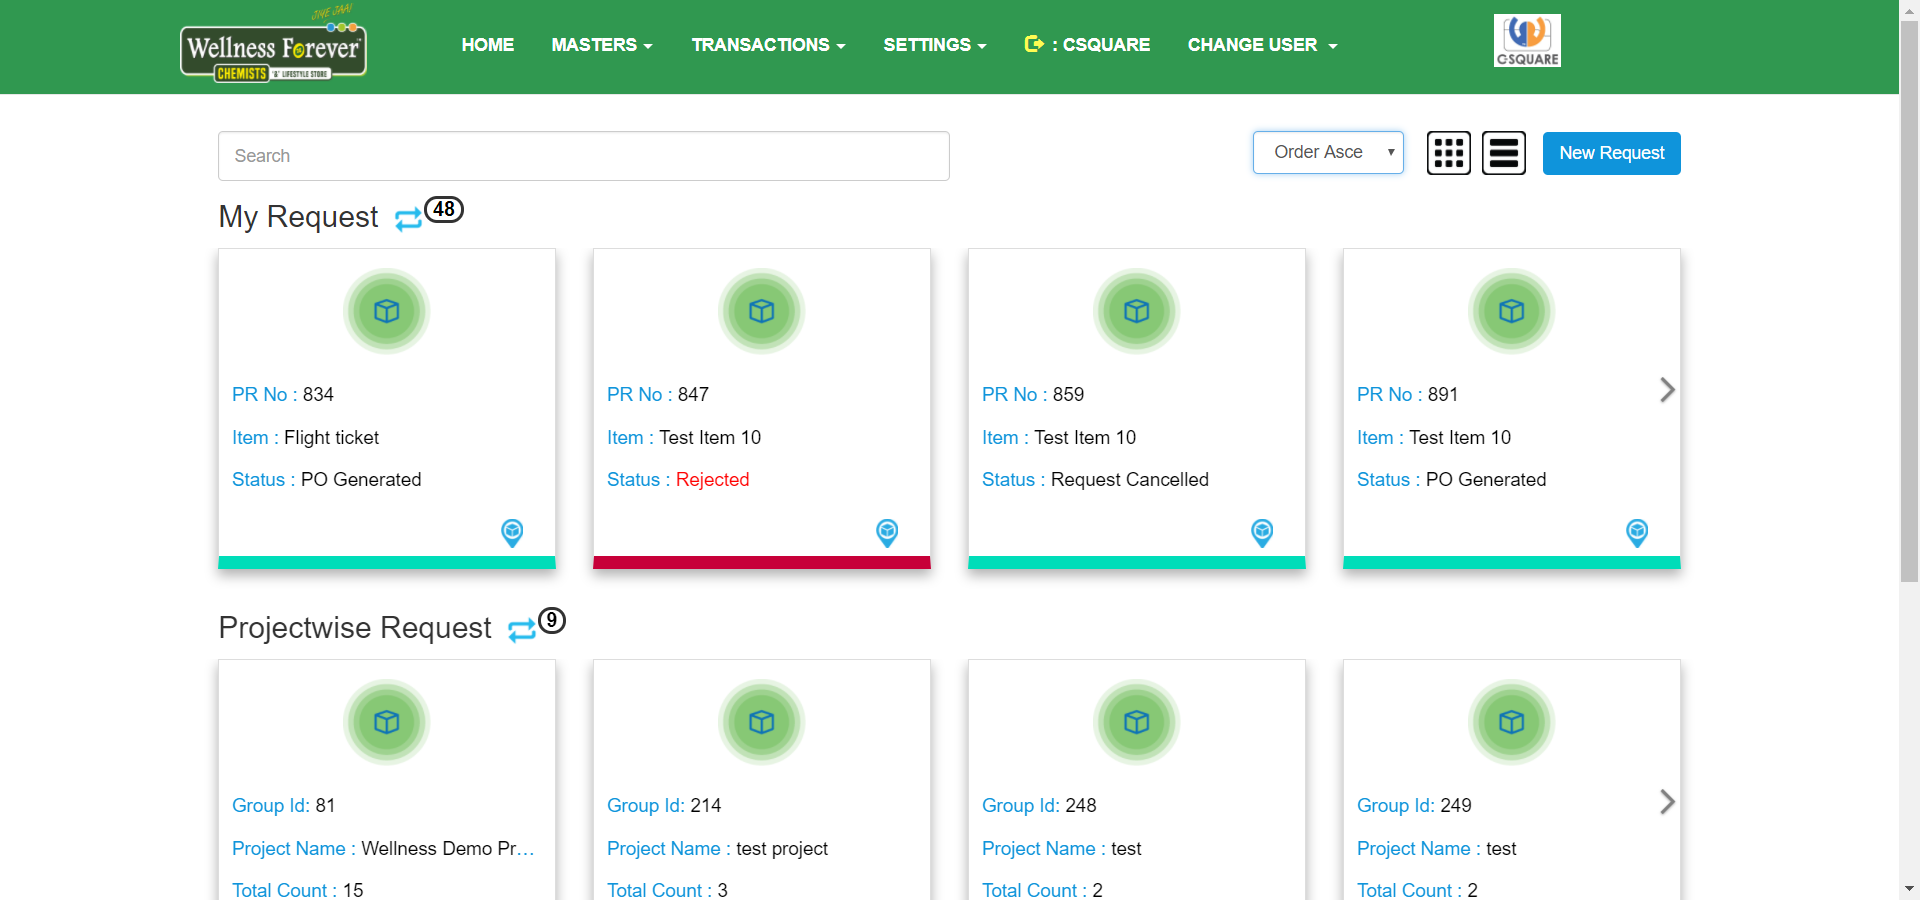 JIYE JAAI
Wellness Forever
CHEMISTS '&' LIFESTYLE STORE
HOME
MASTERS
TRANSACTIONS
SETTINGS
: CSQUARE
CHANGE USER
C-SQUARE
Search
Order Asce
New Request
My Request 48
PR No : 834
Item : Flight ticket
Status : PO Generated
PR No : 847
Item : Test Item 10
Status : Rejected
PR No : 859
Item : Test Item 10
Status : Request Cancelled
PR No : 891
Item : Test Item 10
Status : PO Generated
Projectwise Request 9
Group Id: 81
Project Name : Wellness Demo Pr...
Total Count : 15
Group Id: 214
Project Name : test project
Total Count : 3
Group Id: 248
Project Name : test
Total Count : 2
Group Id: 249
Project Name : test
Total Count : 2